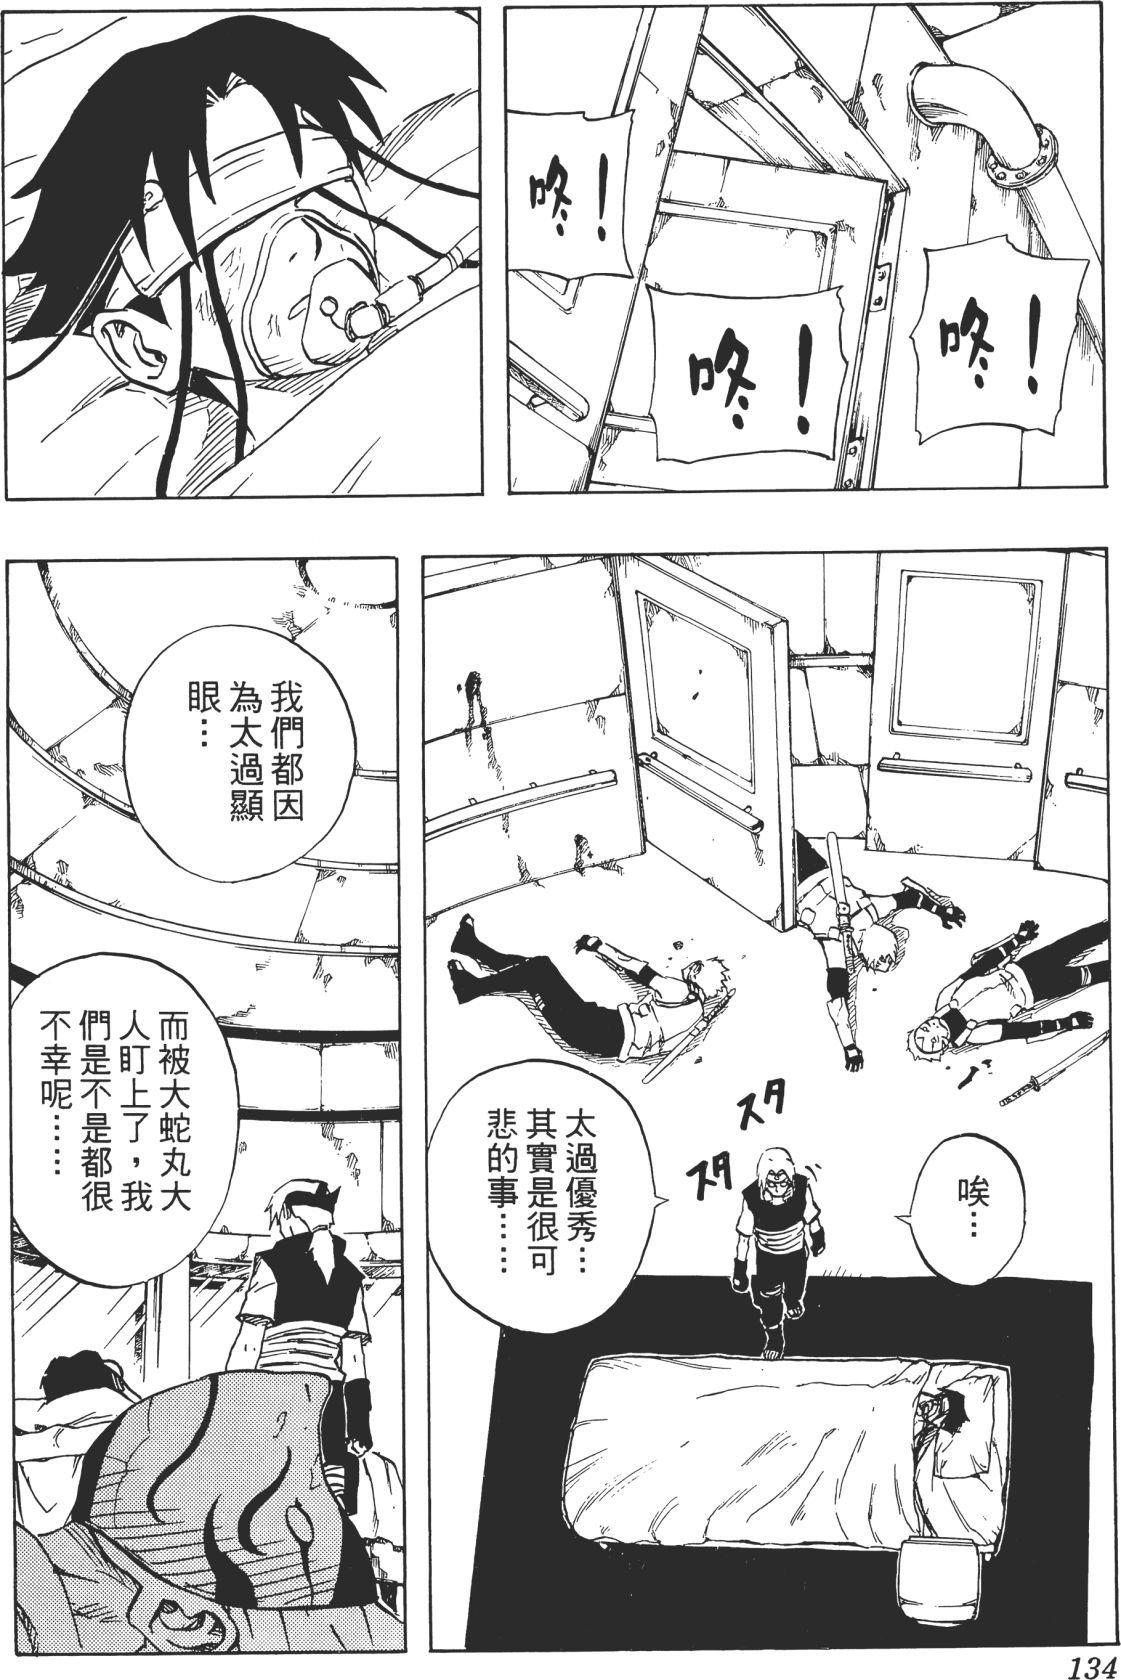 咚！
咚！
咚！
唉…
太過優秀…
其實是很可
悲的事……
スタ
スタ
我們都因
為太過顯
眼…
而被大蛇丸大
人盯上了，我
們是不是都很
不幸呢……
134